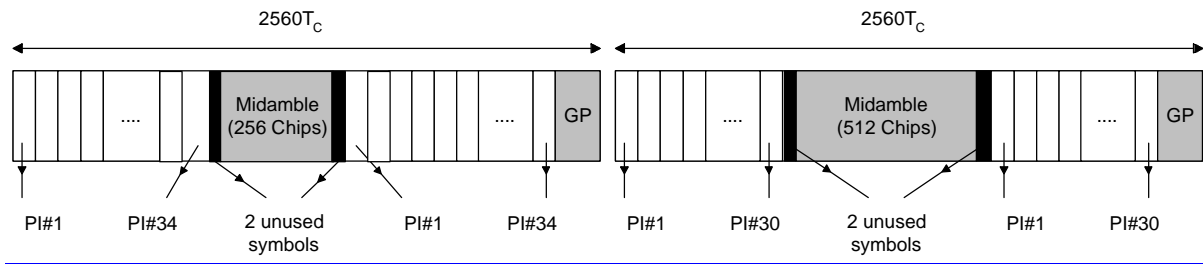 2560T_C 2560T_C
.... Midamble (256 Chips) .... GP .... Midamble (512 Chips) .... GP
PI#1 PI#34 2 unused symbols PI#1 PI#34 PI#1 PI#30 2 unused symbols PI#1 PI#30